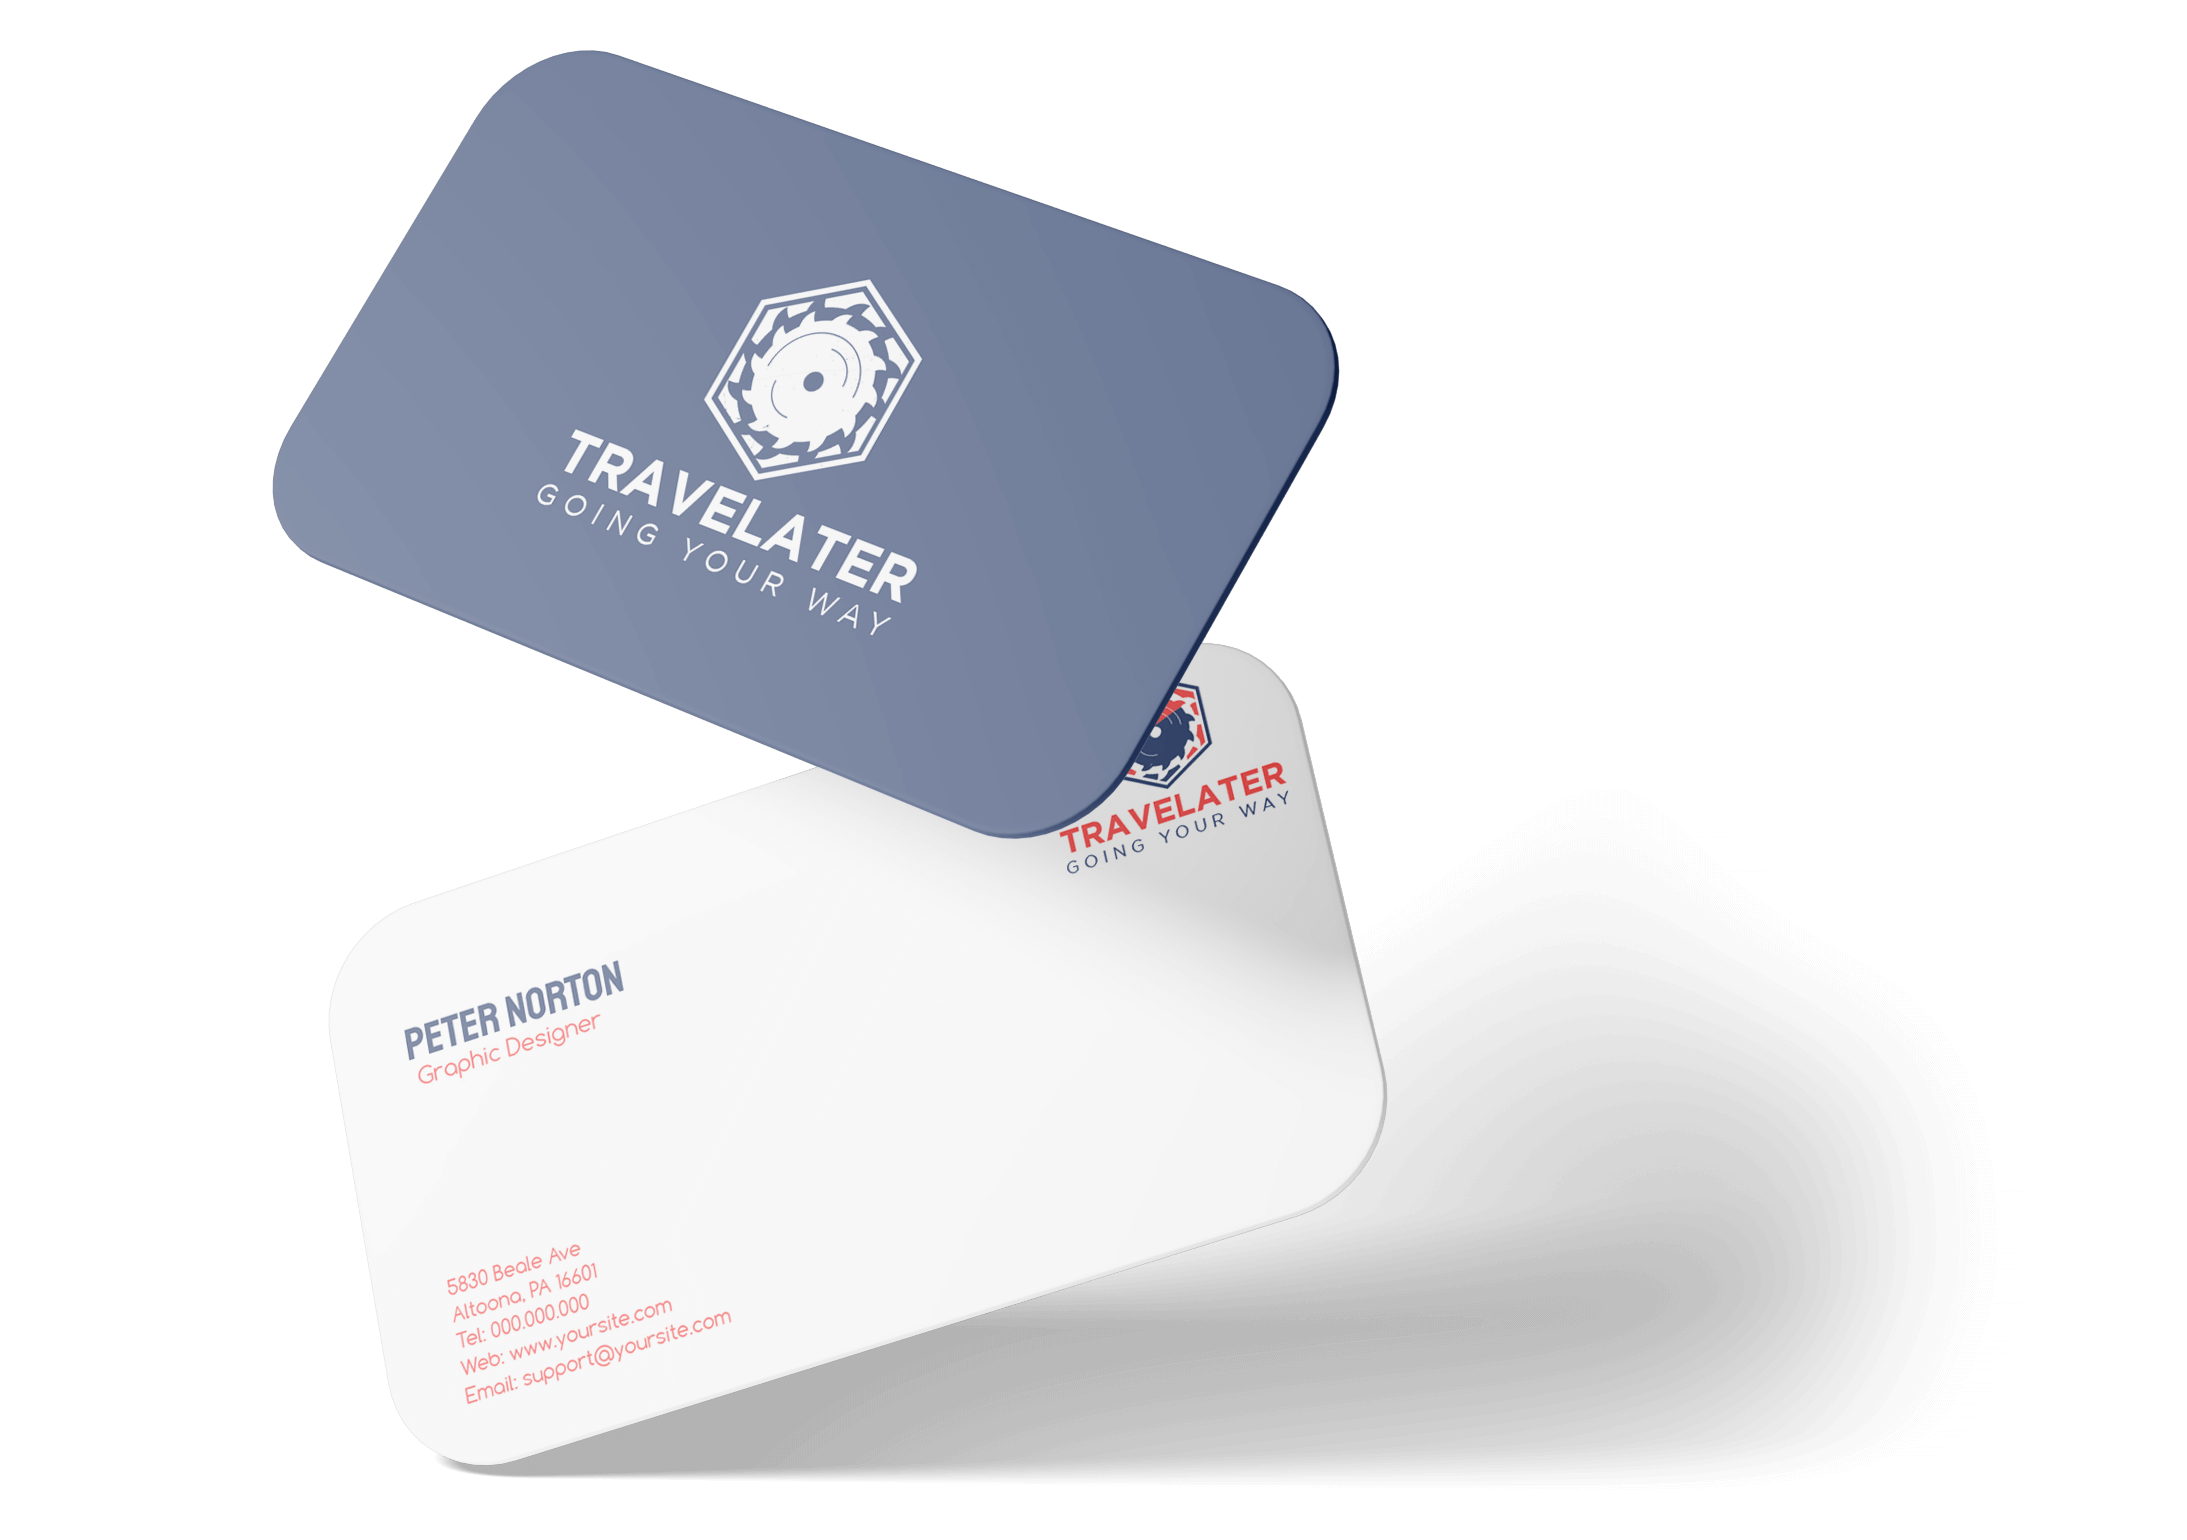 TRAVELATER
GOING YOUR WAY
TRAVELATER
GOING YOUR WAY
PETER NORTON
Graphic Designer
5830 Beale Ave
Altoona, PA 16601
Tel: 000.000.000
Web: www.yoursite.com
Email: support@yoursite.com